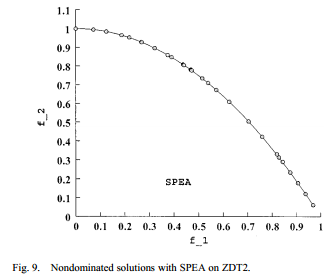 1.1
1
0.9
0.8
0.7
0.6
0.5
0.4
0.3
0.2
0.1
0
f_2
SPEA
0 0.1 0.2 0.3 0.4 0.5 0.6 0.7 0.8 0.9 1
f_1
Fig. 9. Nondominated solutions with SPEA on ZDT2.